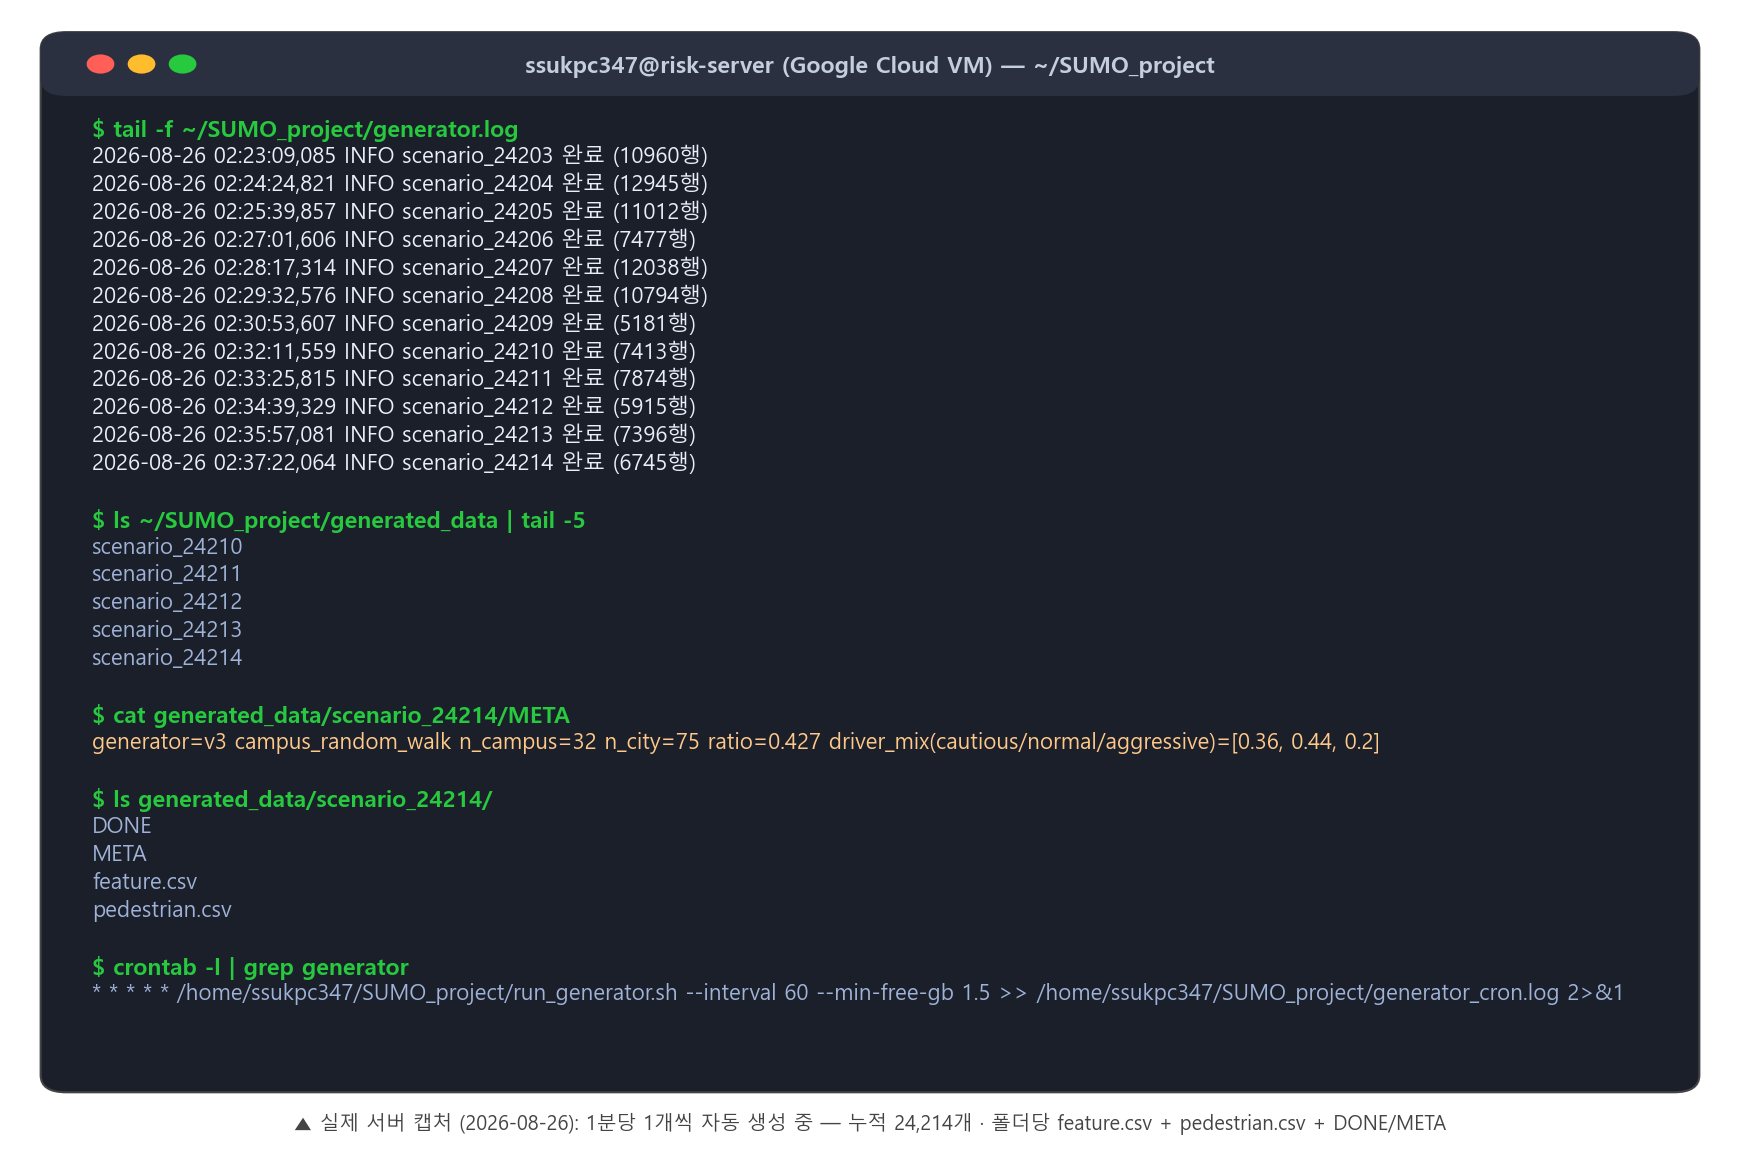 ssukpc347@risk-server (Google Cloud VM) — ~/SUMO_project
$ tail -f ~/SUMO_project/generator.log
2026-08-26 02:23:09,085 INFO scenario_24203 완료 (10960행)
2026-08-26 02:24:24,821 INFO scenario_24204 완료 (12945행)
2026-08-26 02:25:39,857 INFO scenario_24205 완료 (11012행)
2026-08-26 02:27:01,606 INFO scenario_24206 완료 (7477행)
2026-08-26 02:28:17,314 INFO scenario_24207 완료 (12038행)
2026-08-26 02:29:32,576 INFO scenario_24208 완료 (10794행)
2026-08-26 02:30:53,607 INFO scenario_24209 완료 (5181행)
2026-08-26 02:32:11,559 INFO scenario_24210 완료 (7413행)
2026-08-26 02:33:25,815 INFO scenario_24211 완료 (7874행)
2026-08-26 02:34:39,329 INFO scenario_24212 완료 (5915행)
2026-08-26 02:35:57,081 INFO scenario_24213 완료 (7396행)
2026-08-26 02:37:22,064 INFO scenario_24214 완료 (6745행)
$ ls ~/SUMO_project/generated_data | tail -5
scenario_24210
scenario_24211
scenario_24212
scenario_24213
scenario_24214
$ cat generated_data/scenario_24214/META
generator=v3 campus_random_walk n_campus=32 n_city=75 ratio=0.427 driver_mix(cautious/normal/aggressive)=[0.36, 0.44, 0.2]
$ ls generated_data/scenario_24214/
DONE
META
feature.csv
pedestrian.csv
$ crontab -l | grep generator
* * * * * /home/ssukpc347/SUMO_project/run_generator.sh --interval 60 --min-free-gb 1.5 >> /home/ssukpc347/SUMO_project/generator_cron.log 2>&1
▲ 실제 서버 캡처 (2026-08-26): 1분당 1개씩 자동 생성 중 — 누적 24,214개 · 폴더당 feature.csv + pedestrian.csv + DONE/META